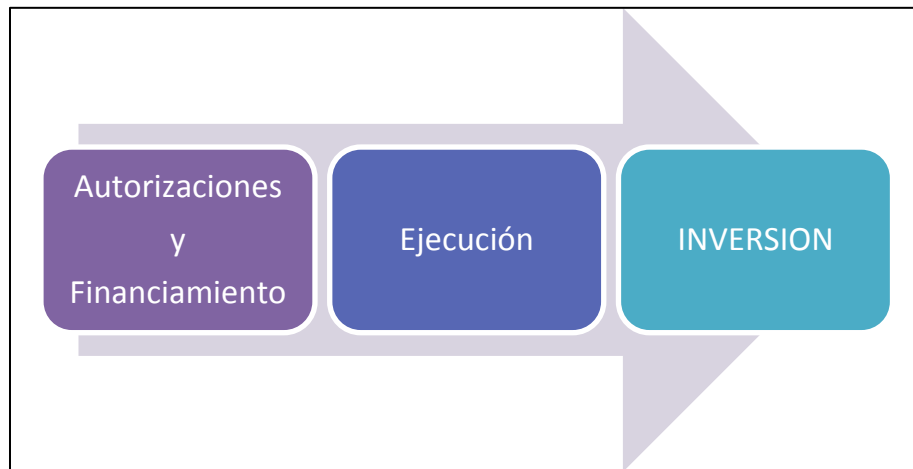 Autorizaciones
y
Financiamiento
Ejecución
INVERSION